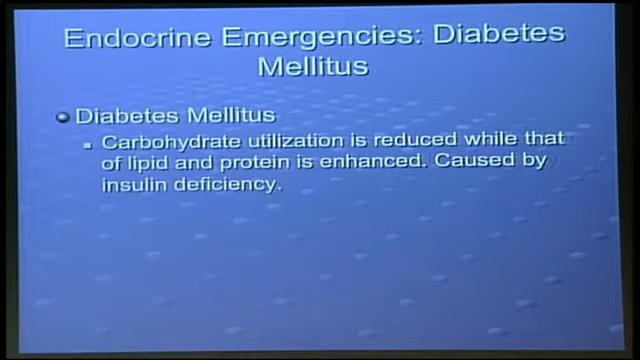 Endocrine Emergencies: Diabetes
Mellitus
Diabetes Mellitus
Carbohydrate utilization is reduced while that
of lipid and protein is enhanced. Caused by
insulin deficiency.